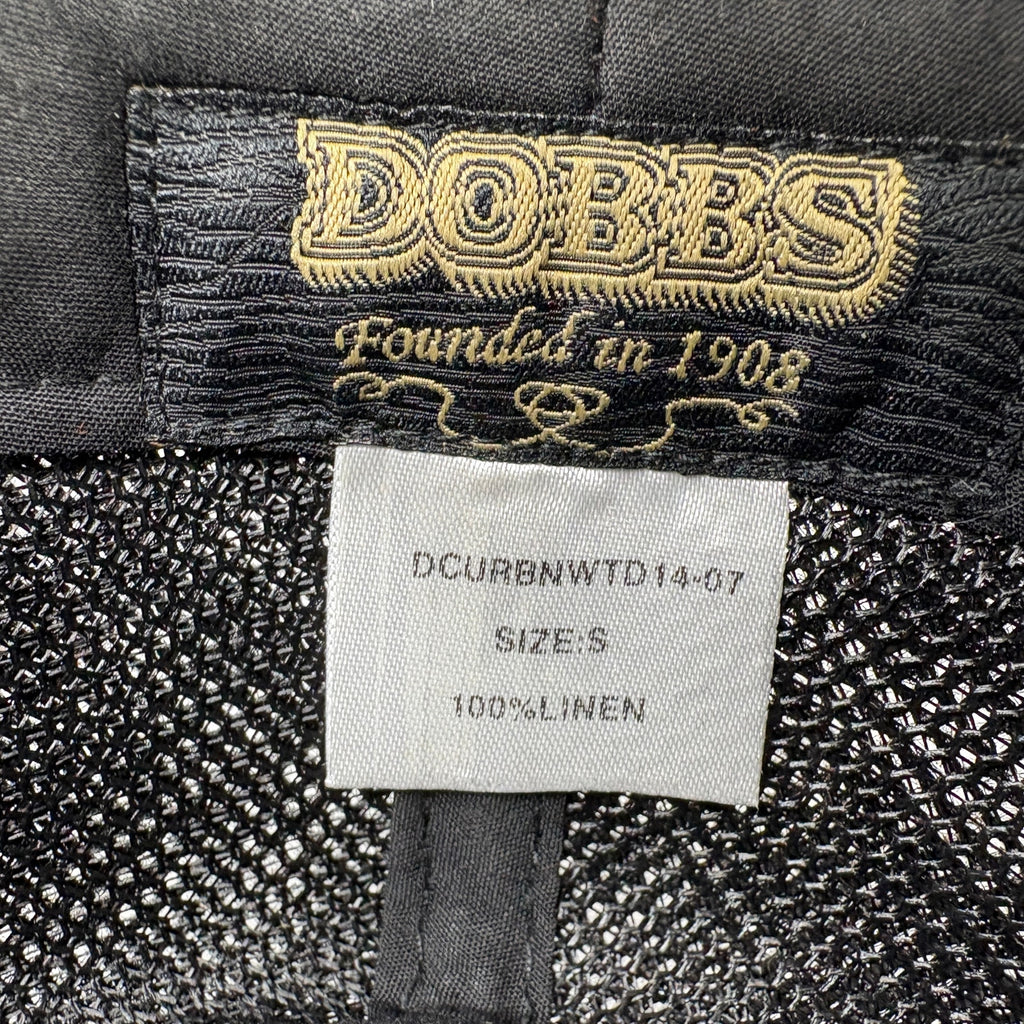 DOBBS
Founded in 1908
DCURBNWTD14-07
SIZE:S
100%LINEN